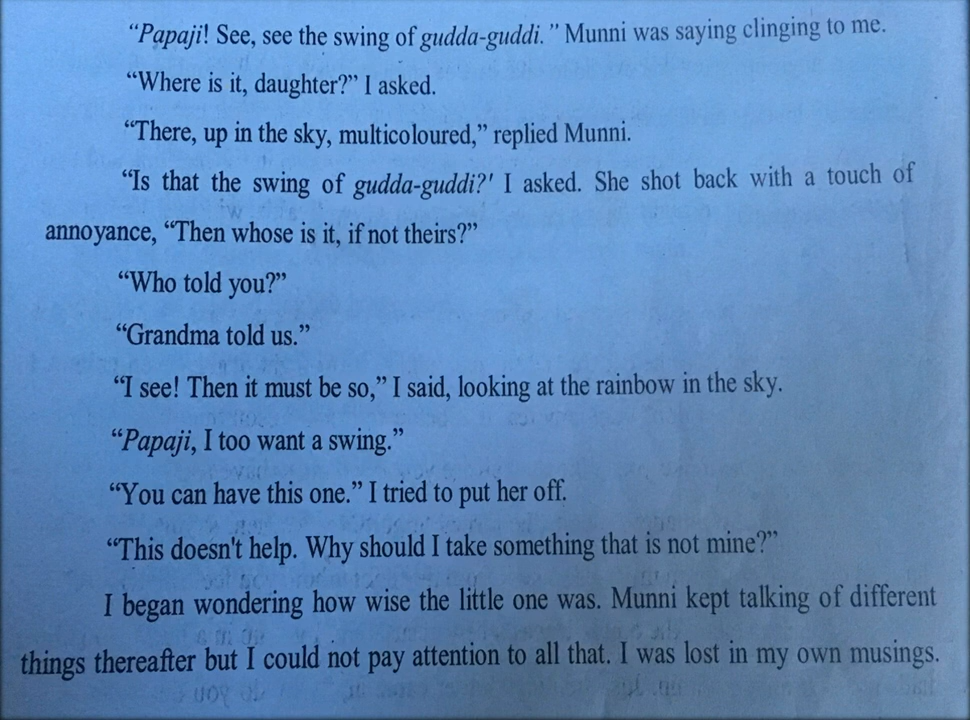 “Papaji! See, see the swing of gudda-guddi.” Munni was saying clinging to me.
“Where is it, daughter?” I asked.
“There, up in the sky, multicoloured,” replied Munni.
“Is that the swing of gudda-guddi?' I asked. She shot back with a touch of
annoyance, “Then whose is it, if not theirs?”
“Who told you?”
“Grandma told us.”
“I see! Then it must be so,” I said, looking at the rainbow in the sky.
“Papaji, I too want a swing.”
“You can have this one.” I tried to put her off.
“This doesn't help. Why should I take something that is not mine?”
I began wondering how wise the little one was. Munni kept talking of different
things thereafter but I could not pay attention to all that. I was lost in my own musings.